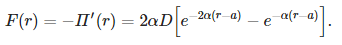 F(r) = −Π′(r) = 2αD[e^{−2α(r−a)} − e^{−α(r−a)}].